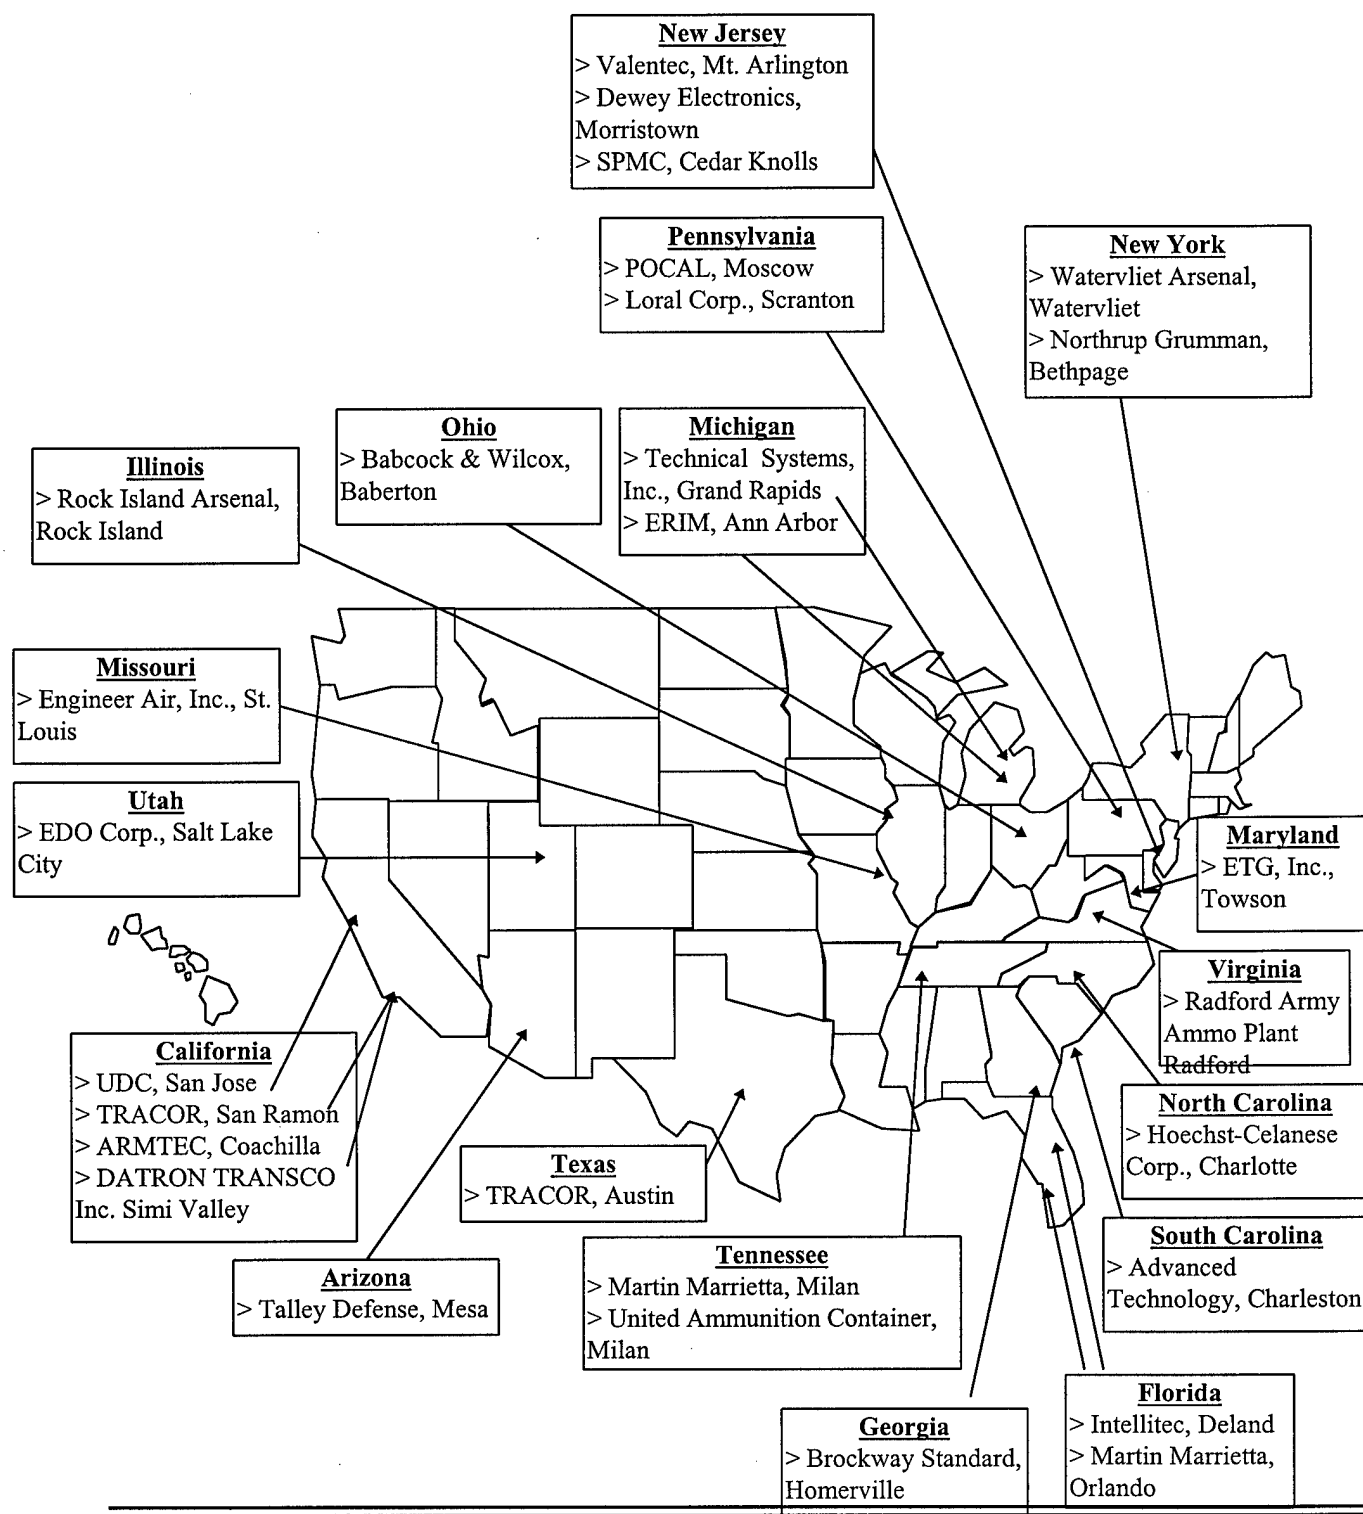 New Jersey
> Valentec, Mt. Arlington
> Dewey Electronics,
Morristown
> SPMC, Cedar Knolls
Pennsylvania
> POCAL, Moscow
> Loral Corp., Scranton
New York
> Watervliet Arsenal,
Watervliet
> Northrup Grumman,
Bethpage
Ohio
> Babcock & Wilcox,
Baberton
Michigan
> Technical Systems,
Inc., Grand Rapids
> ERIM, Ann Arbor
Illinois
> Rock Island Arsenal,
Rock Island
Missouri
> Engineer Air, Inc., St.
Louis
Utah
> EDO Corp., Salt Lake
City
Maryland
> ETG, Inc.,
Towson
Virginia
> Radford Army
Ammo Plant
Radford
California
> UDC, San Jose
> TRACOR, San Ramon
> ARMTEC, Coachilla
> DATRON TRANSCO
Inc. Simi Valley
North Carolina
> Hoechst-Celanese
Corp., Charlotte
Texas
> TRACOR, Austin
South Carolina
> Advanced
Technology, Charleston
Arizona
> Talley Defense, Mesa
Tennessee
> Martin Marrietta, Milan
> United Ammunition Container,
Milan
Florida
> Intellitec, Deland
> Martin Marrietta,
Orlando
Georgia
> Brockway Standard,
Homerville